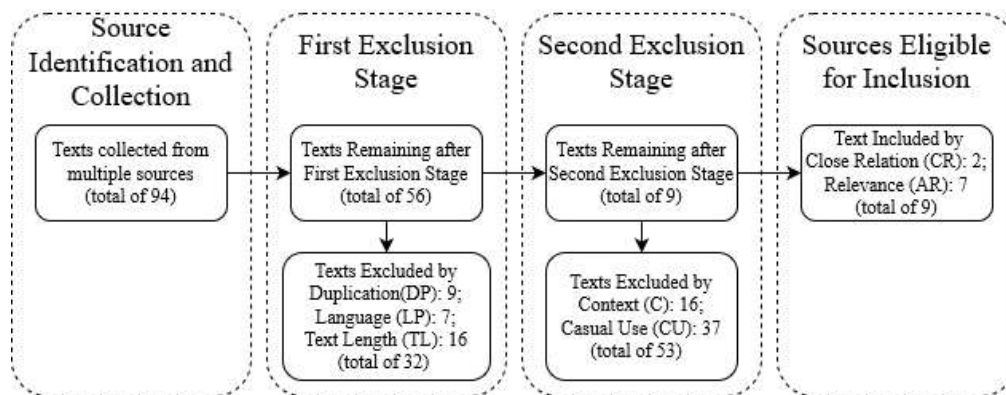 Source
Identification and
Collection
Texts collected from
multiple sources
(total of 94)
First Exclusion
Stage
Texts Remaining after
First Exclusion Stage
(total of 56)
Texts Excluded by
Duplication(DP): 9;
Language (LP): 7;
Text Length (TL): 16
(total of 32)
Second Exclusion
Stage
Texts Remaining after
Second Exclusion Stage
(total of 9)
Texts Excluded by
Context (C): 16;
Casual Use (CU): 37
(total of 53)
Sources Eligible
for Inclusion
Text Included by
Close Relation (CR): 2;
Relevance (AR): 7
(total of 9)